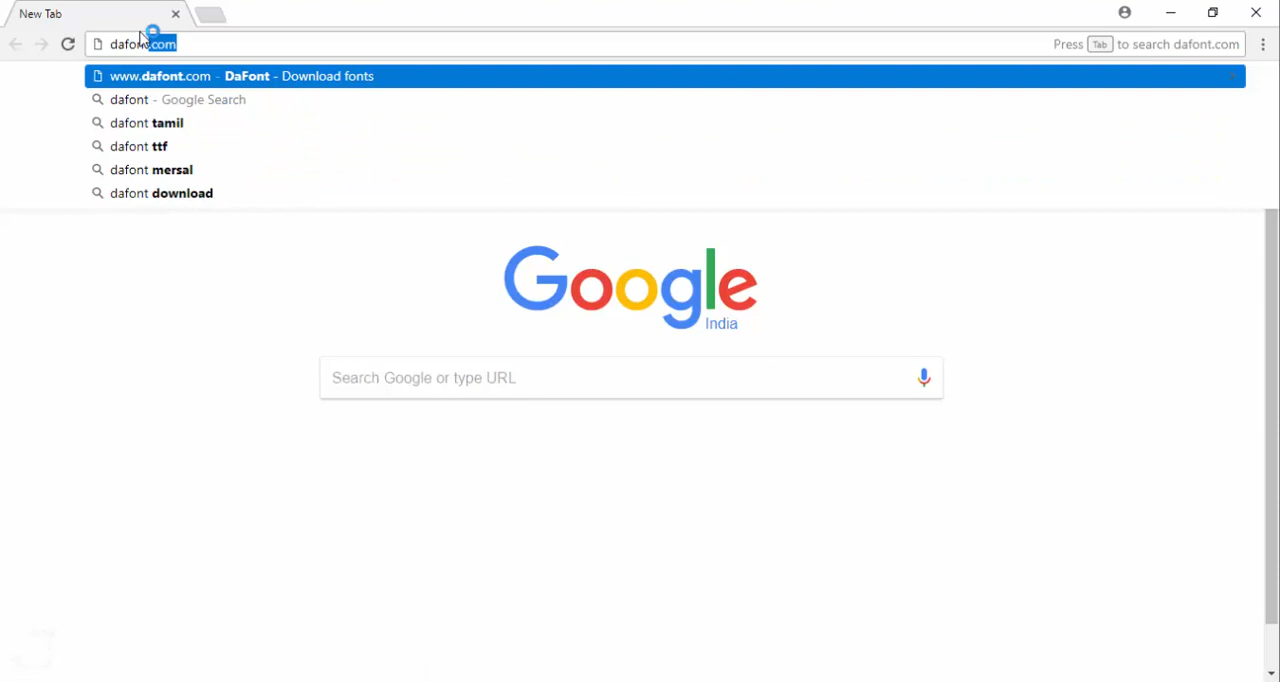 New Tab
dafont.com
Press Tab to search dafont.com
www.dafont.com - DaFont - Download fonts
dafont - Google Search
dafont tamil
dafont ttf
dafont mersal
dafont download
Google
India
Search Google or type URL